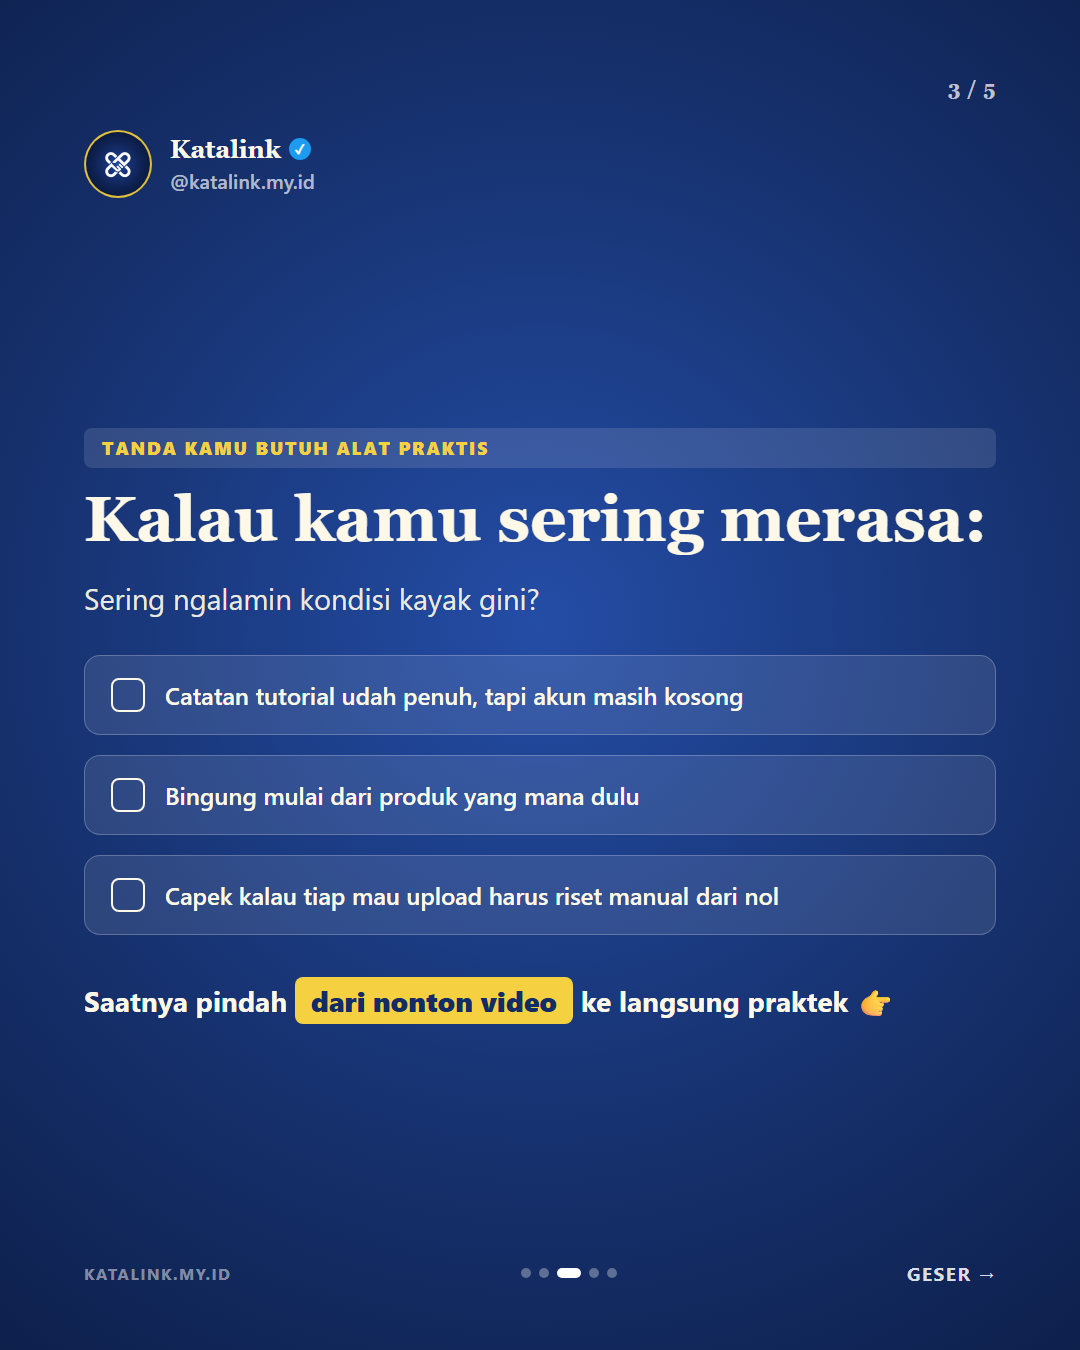 3 / 5
Katalink
@katalink.my.id
TANDA KAMU BUTUH ALAT PRAKTIS
Kalau kamu sering merasa:
Sering ngalamin kondisi kayak gini?
Catatan tutorial udah penuh, tapi akun masih kosong
Bingung mulai dari produk yang mana dulu
Capek kalau tiap mau upload harus riset manual dari nol
Saatnya pindah dari nonton video ke langsung praktek 👉
KATALINK.MY.ID
GESER →